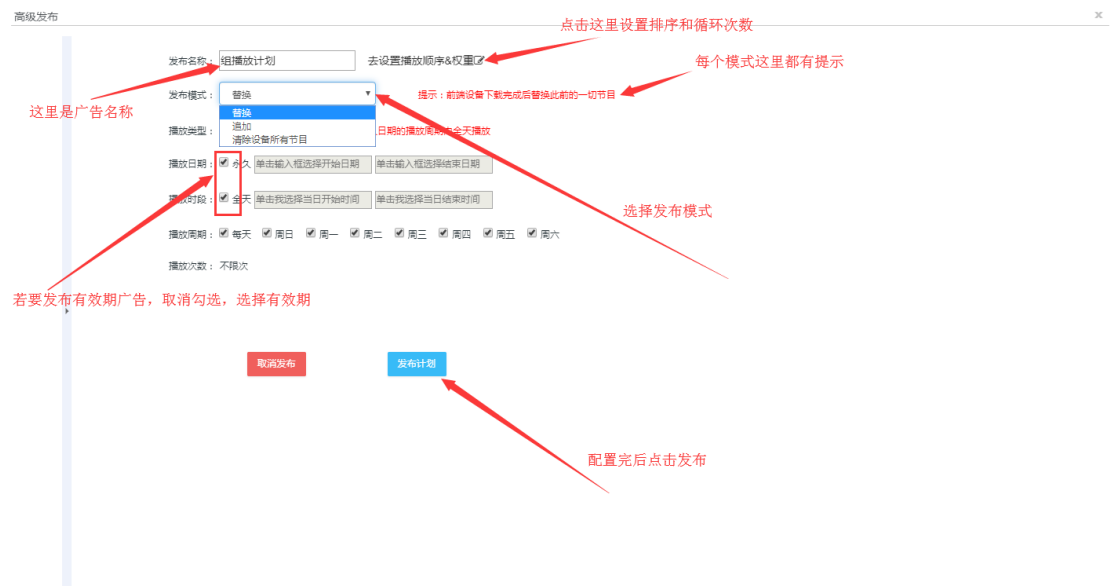 高级发布
×
点击这里设置排序和循环次数
发布名称： 组播放计划 去设置播放顺序&权重
每个模式这里都有提示
发布模式： 替换 提示：前端设备下载完成后替换此前的一切节目
这里是广告名称
替换
追加
清除设备所有节目
播放类型： 日期的播放周期内全天播放
播放日期： 永久 单击输入框选择开始日期 单击输入框选择结束日期
播放时段： 全天 单击我选择当日开始时间 单击我选择当日结束时间
选择发布模式
播放周期： 每天 周日 周一 周二 周三 周四 周五 周六
播放次数： 不限次
若要发布有效期广告，取消勾选，选择有效期
取消发布 发布计划
配置完后点击发布